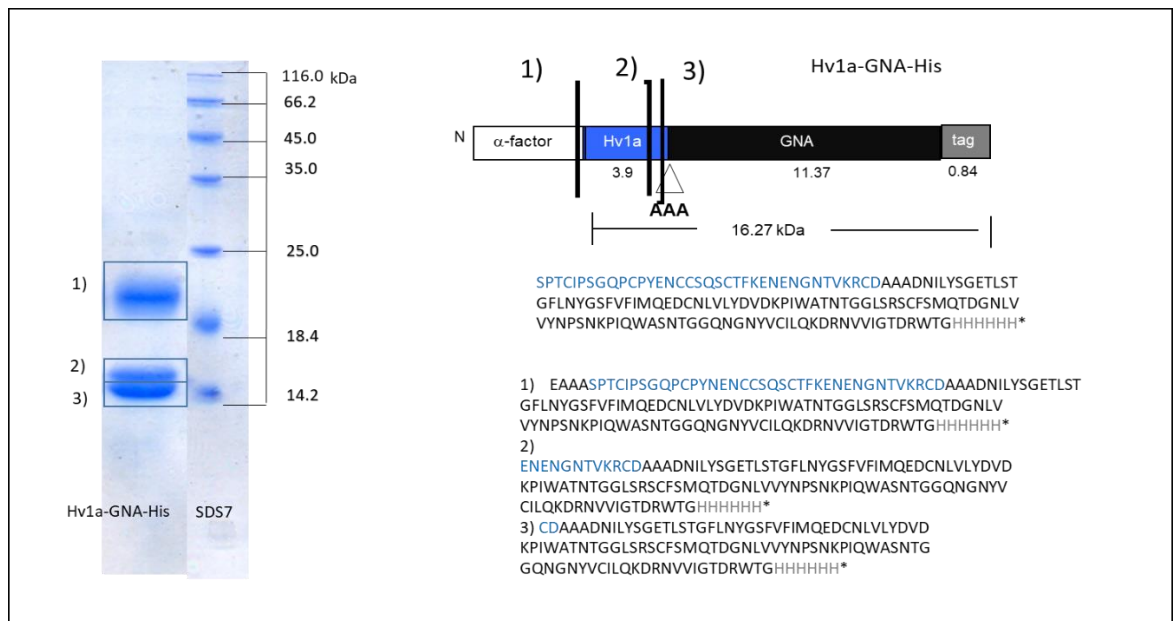 116.0 kDa
66.2
45.0
35.0
25.0
18.4
14.2
1)
2)
3)
Hv1a-GNA-His
SDS7
1)
2)
3)
Hv1a-GNA-His
N
α-factor
Hv1a
GNA
tag
3.9
11.37
0.84
AAA
16.27 kDa
SPTCIPSGQPCPYENCCSQSCTFKENENGNTVKRCDAAADNILYSGETLST
GFLNYGSFVFIMQEDCNLVLYDVDKPIWATNTGGLSRSCFSMQTDGNLV
VYNPSNKPIQWASNTGGQNGNYVCILQKDRNVVIGTDRWTGHHHHHH*
1) EAAASPTCIPSGQPCPYNENCCSQSCTFKENENGNTVKRCDAAADNILYSGETLST
GFLNYGSFVFIMQEDCNLVLYDVDKPIWATNTGGLSRSCFSMQTDGNLV
VYNPSNKPIQWASNTGGQNGNYVCILQKDRNVVIGTDRWTGHHHHHH*
2)
ENENGNTVKRCDAAADNILYSGETLSTGFLNYGSFVFIMQEDCNLVLYDVD
KPIWATNTGGLSRSCFSMQTDGNLVVYNPSNKPIQWASNTGGQNGNYV
CILQKDRNVVIGTDRWTGHHHHHH*
3) CDAAADNILYSGETLSTGFLNYGSFVFIMQEDCNLVLYDVD
KPIWATNTGGLSRSCFSMQTDGNLVVYNPSNKPIQWASNTG
GQNGNYVCILQKDRNVVIGTDRWTGHHHHHH*